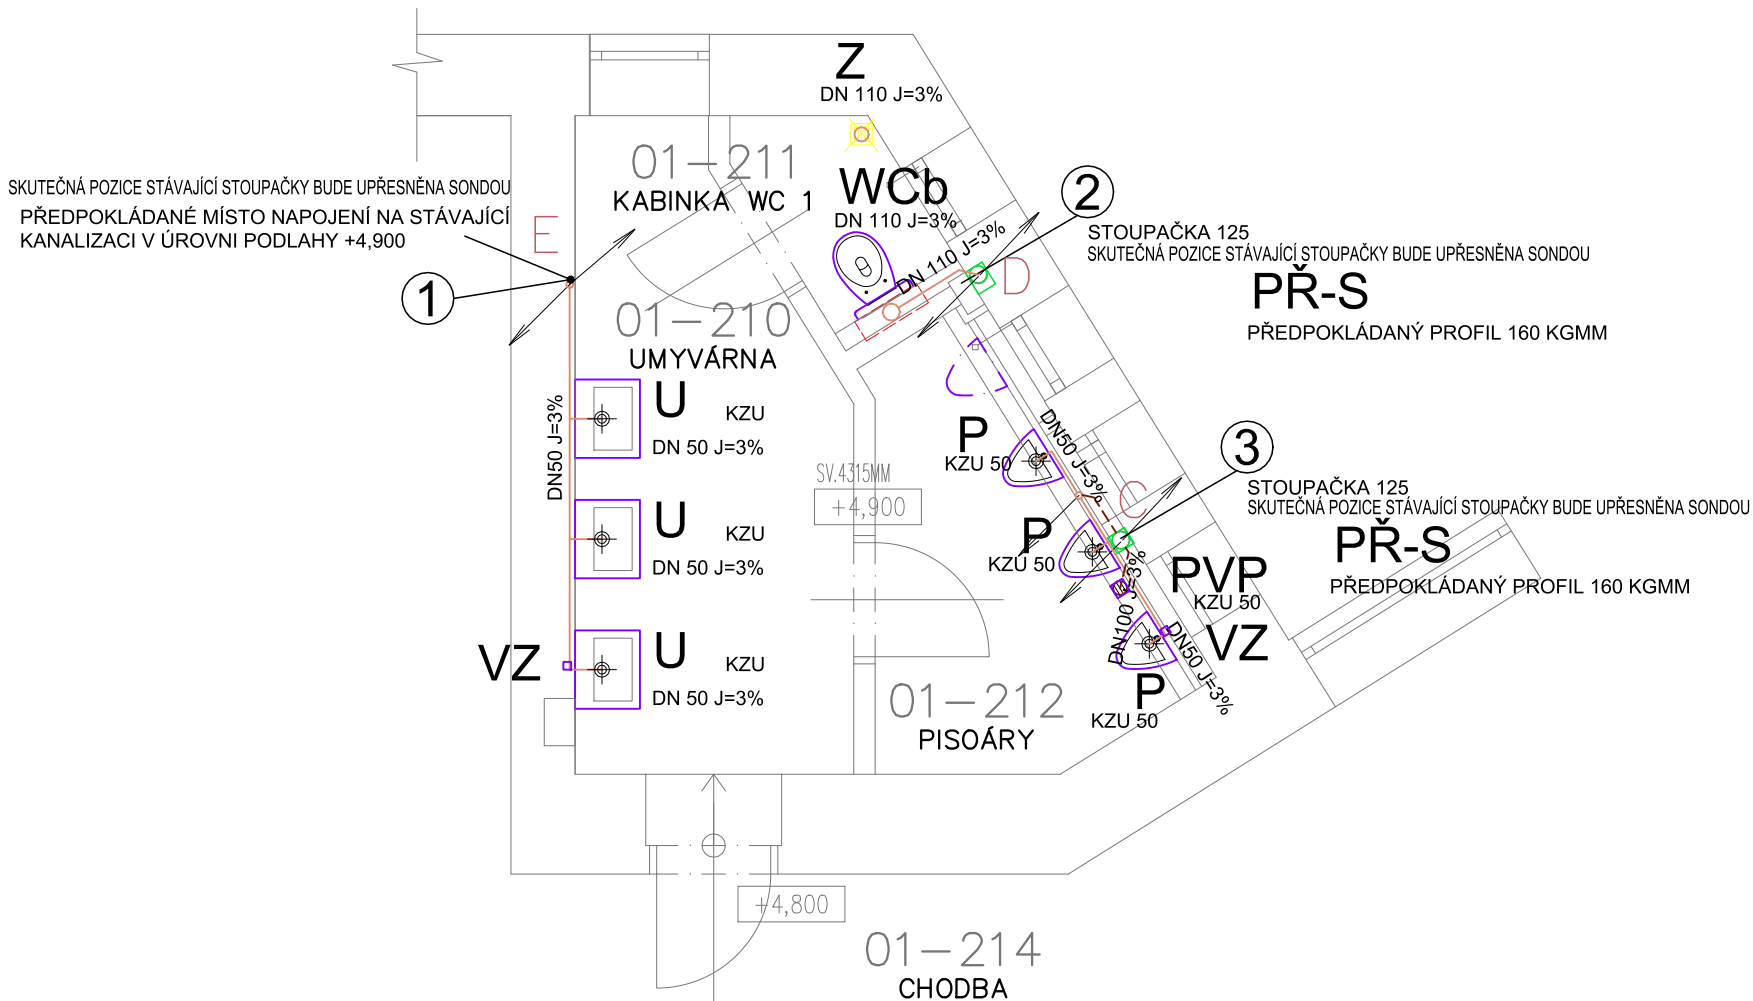 Z
DN 110 J=3%
01-211
KABINKA WC 1
WCb
DN 110 J=3%
DN 110 J=3%
SKUTEČNÁ POZICE STÁVAJÍCÍ STOUPAČKY BUDE UPŘESNĚNA SONDOU
PŘEDPOKLÁDANÉ MÍSTO NAPOJENÍ NA STÁVAJÍCÍ
KANALIZACI V ÚROVNI PODLAHY +4,900
E
1
2
STOUPAČKA 125
SKUTEČNÁ POZICE STÁVAJÍCÍ STOUPAČKY BUDE UPŘESNĚNA SONDOU
D
PŘ-S
PŘEDPOKLÁDANÝ PROFIL 160 KGMM
01-210
UMYVÁRNA
U
KZU
DN 50 J=3%
DN50 J=3%
U
KZU
DN 50 J=3%
VZ
U
KZU
DN 50 J=3%
SV.4315MM
+4,900
P
KZU 50
DN50 J=3%
C
3
STOUPAČKA 125
SKUTEČNÁ POZICE STÁVAJÍCÍ STOUPAČKY BUDE UPŘESNĚNA SONDOU
PŘ-S
PŘEDPOKLÁDANÝ PROFIL 160 KGMM
P
KZU 50
PVP
KZU 50
DN100 J=3%
VZ
DN50 J=3%
P
KZU 50
01-212
PISOÁRY
+4,800
01-214
CHODBA